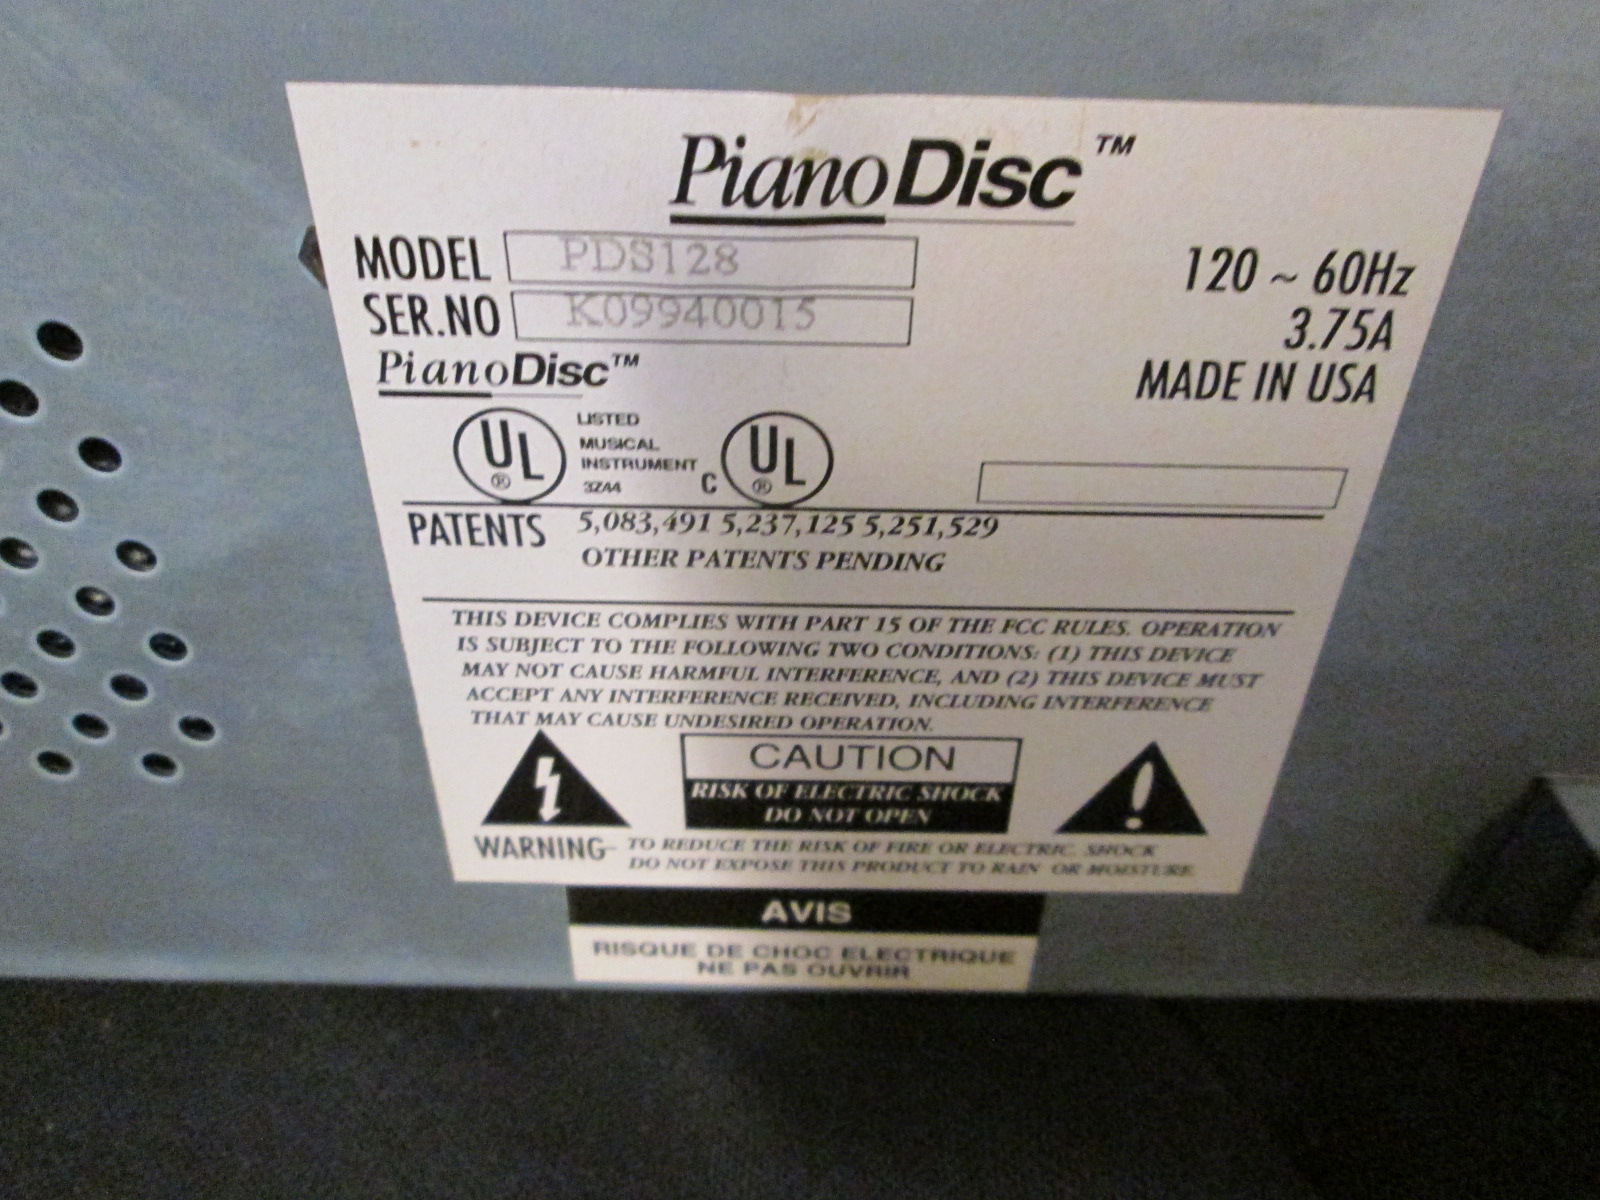 PianoDisc™
MODEL PDS128
SER.NO K09940015
120 ~ 60Hz
3.75A
MADE IN USA
PianoDisc™
UL® LISTED
MUSICAL
INSTRUMENT
3ZA4
C UL®
PATENTS 5,083,491 5,237,125 5,251,529
OTHER PATENTS PENDING
THIS DEVICE COMPLIES WITH PART 15 OF THE FCC RULES. OPERATION
IS SUBJECT TO THE FOLLOWING TWO CONDITIONS: (1) THIS DEVICE
MAY NOT CAUSE HARMFUL INTERFERENCE, AND (2) THIS DEVICE MUST
ACCEPT ANY INTERFERENCE RECEIVED, INCLUDING INTERFERENCE
THAT MAY CAUSE UNDESIRED OPERATION.
CAUTION
RISK OF ELECTRIC SHOCK
DO NOT OPEN
WARNING- TO REDUCE THE RISK OF FIRE OR ELECTRIC SHOCK
DO NOT EXPOSE THIS PRODUCT TO RAIN OR MOISTURE
AVIS
RISQUE DE CHOC ELECTRIQUE
NE PAS OUVRIR